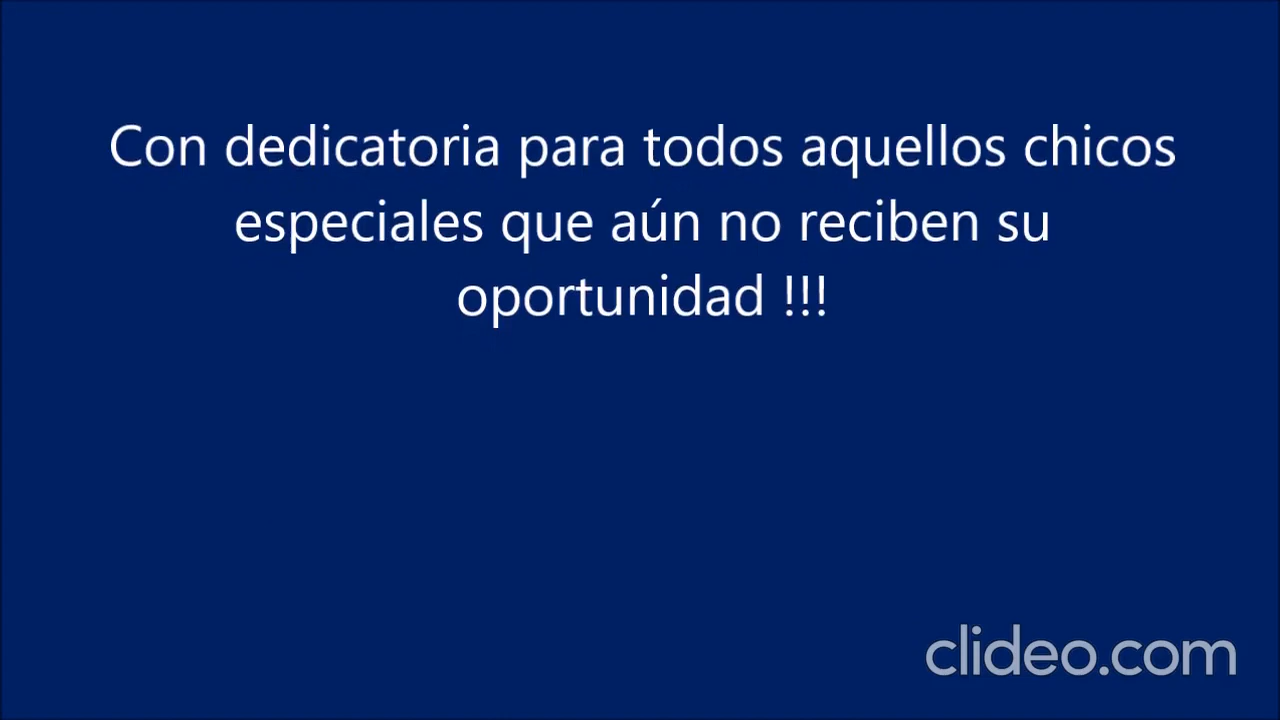 Con dedicatoria para todos aquellos chicos
especiales que aún no reciben su
oportunidad !!!
clideo.com